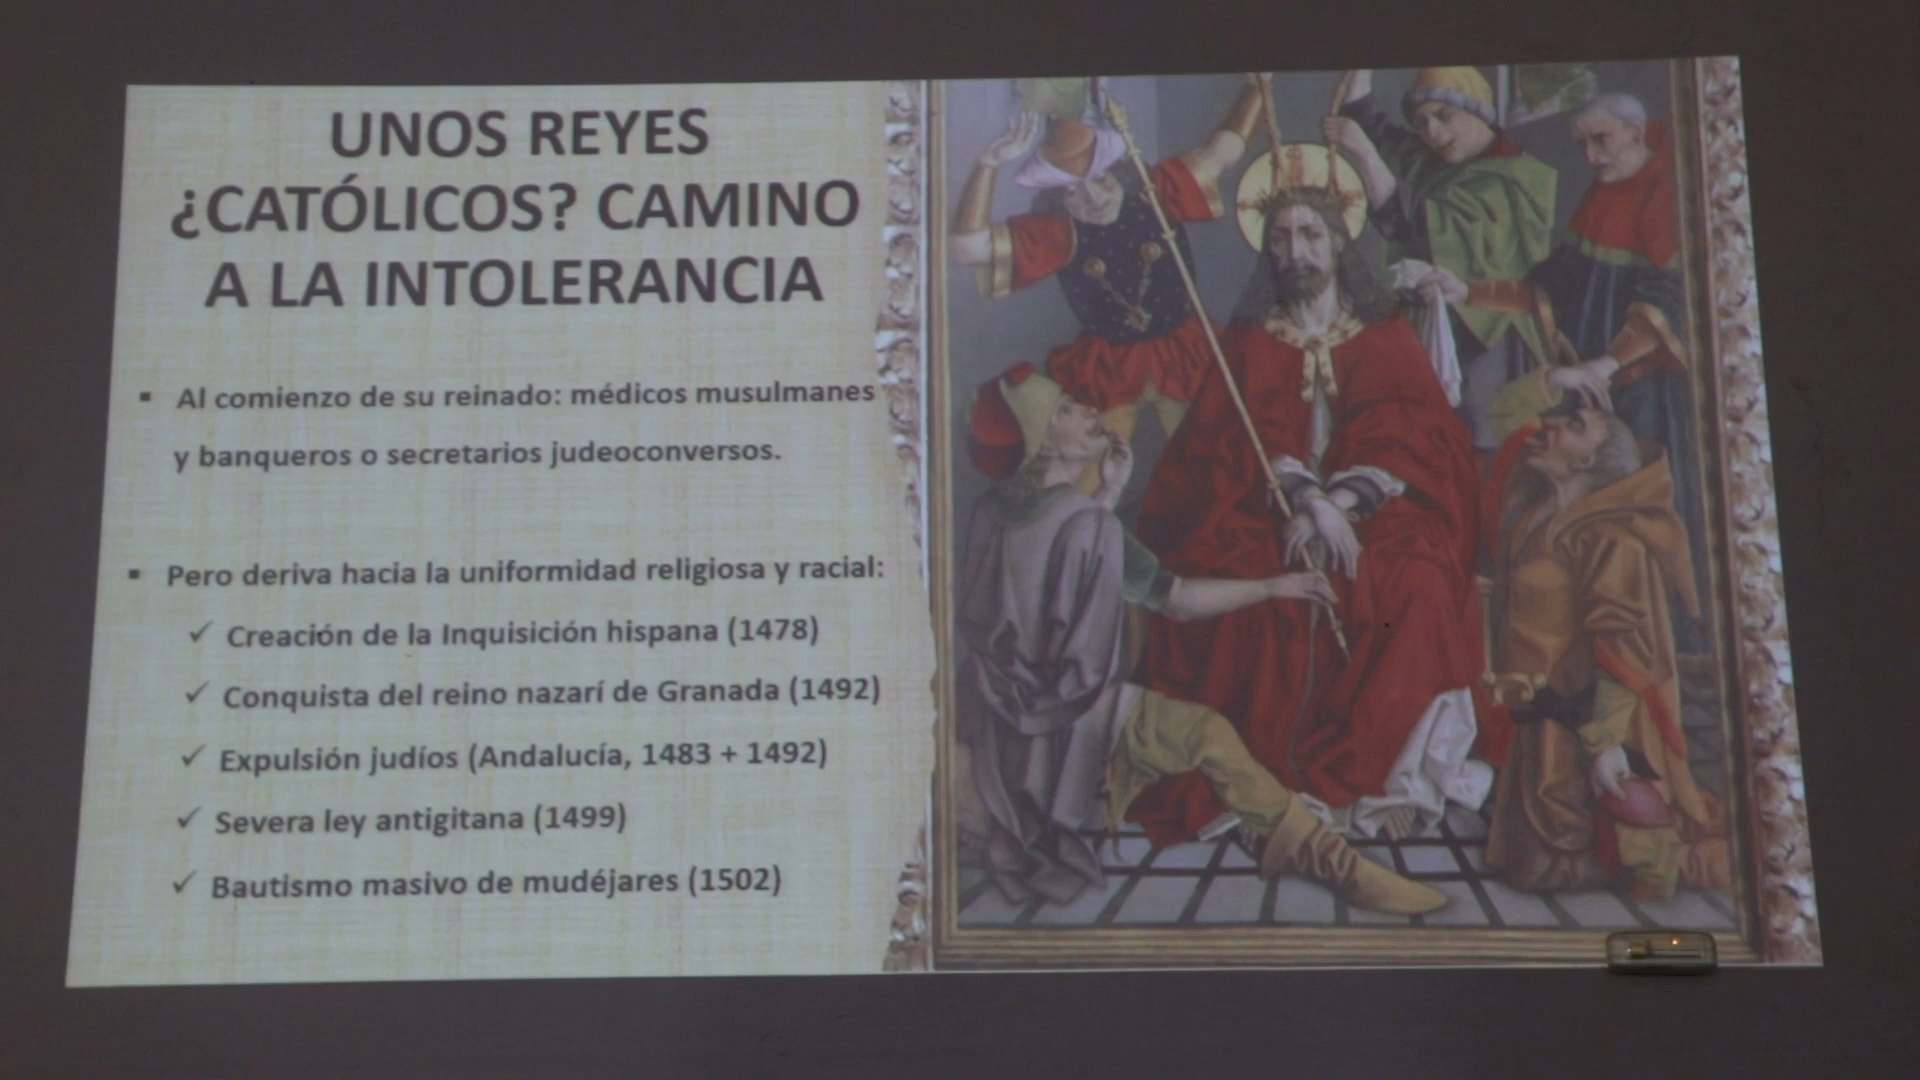 UNOS REYES
¿CATÓLICOS? CAMINO
A LA INTOLERANCIA
▪ Al comienzo de su reinado: médicos musulmanes
y banqueros o secretarios judeoconversos.
▪ Pero deriva hacia la uniformidad religiosa y racial:
✓ Creación de la Inquisición hispana (1478)
✓ Conquista del reino nazarí de Granada (1492)
✓ Expulsión judíos (Andalucía, 1483 + 1492)
✓ Severa ley antigitana (1499)
✓ Bautismo masivo de mudéjares (1502)